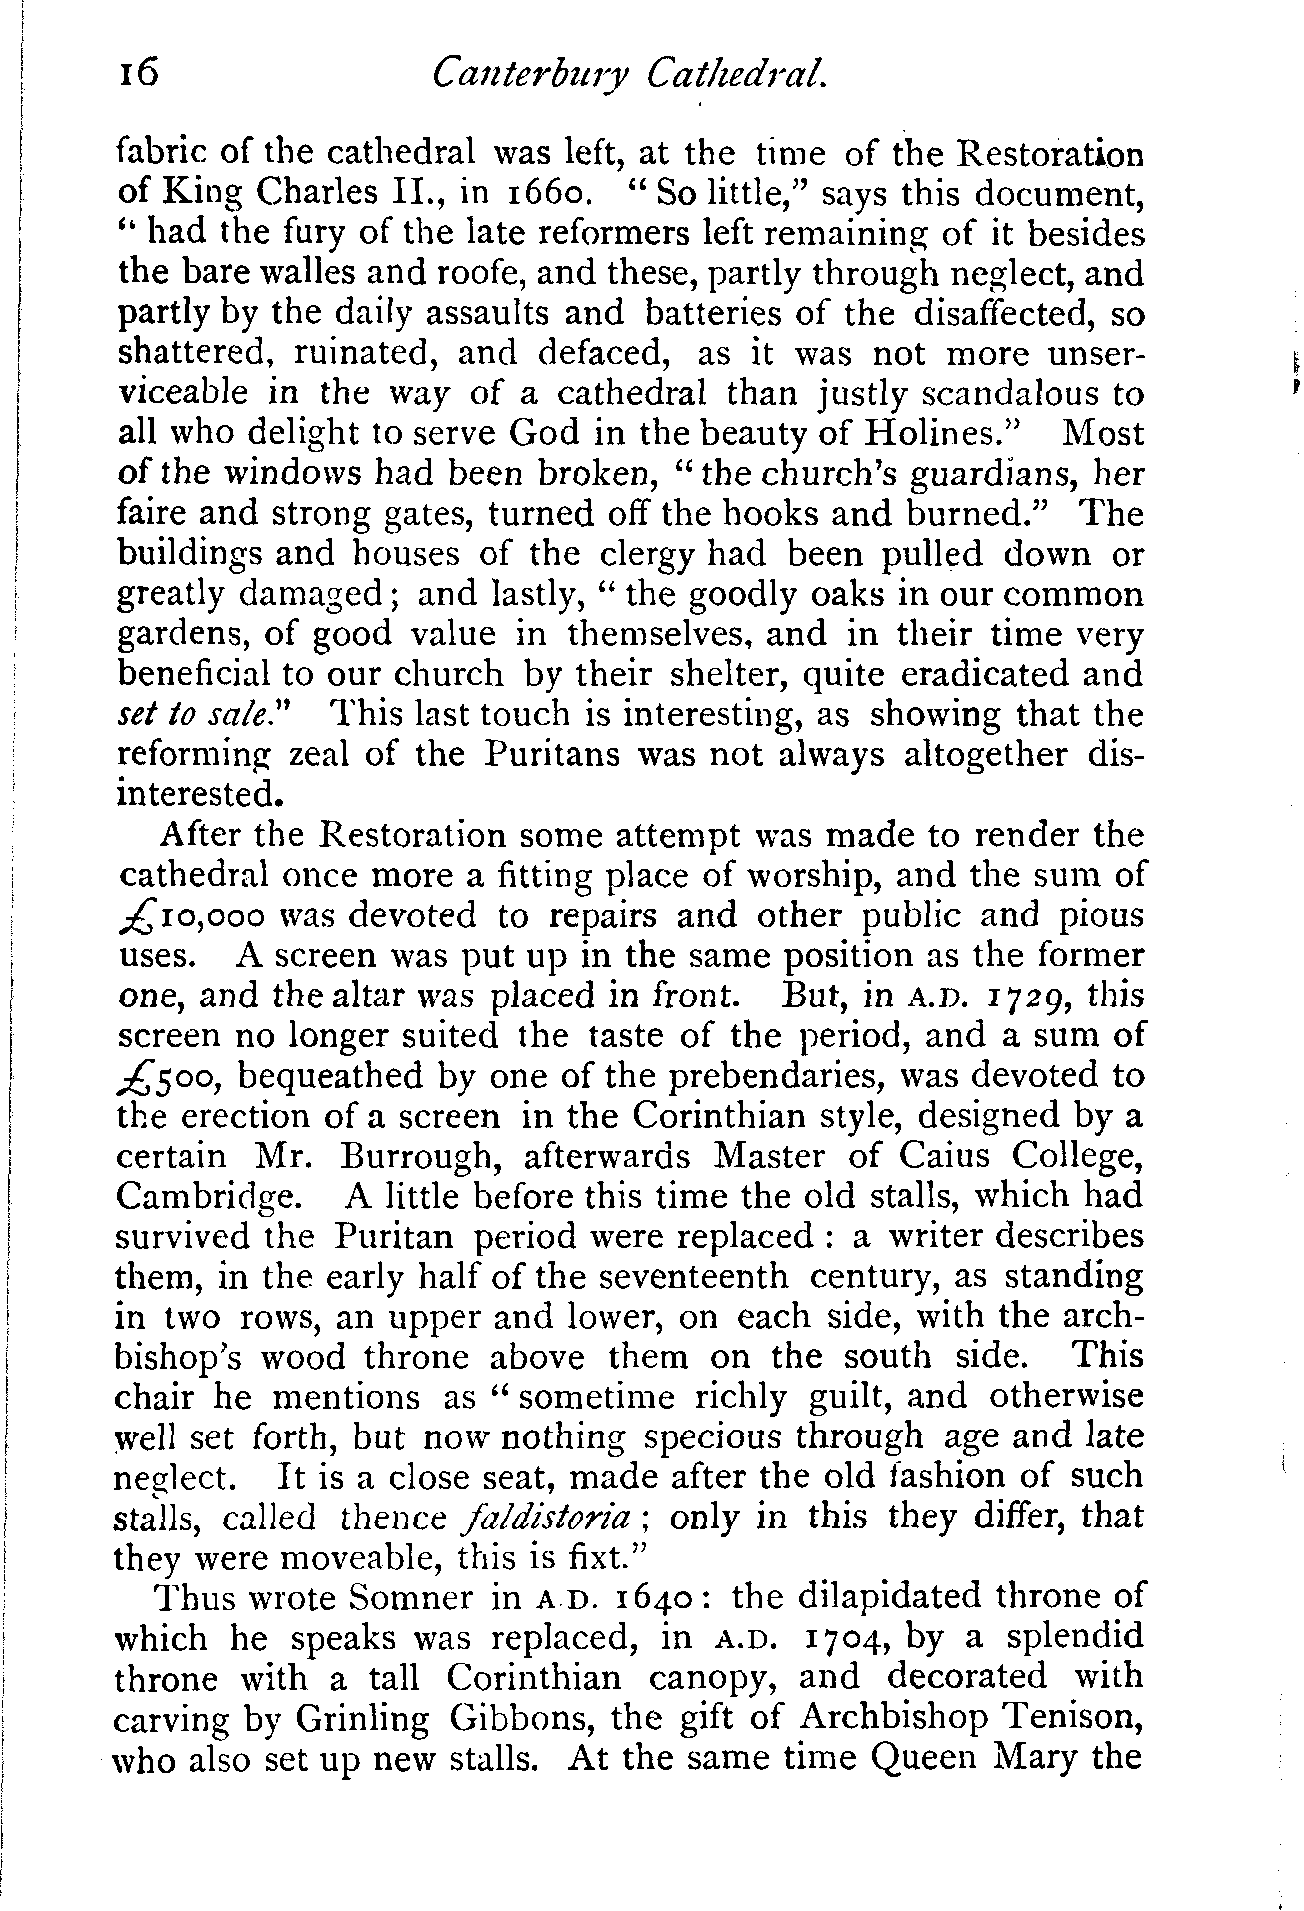 16 Canterbury Cathedral.
fabric of the cathedral was left, at the time of the Restoration
of King Charles II., in 1660. “ So little,” says this document,
“ had the fury of the late reformers left remaining of it besides
the bare walles and roofe, and these, partly through neglect, and
partly by the daily assaults and batteries of the disaffected, so
shattered, ruinated, and defaced, as it was not more unser-
viceable in the way of a cathedral than justly scandalous to
all who delight to serve God in the beauty of Holines.” Most
of the windows had been broken, “ the church’s guardians, her
faire and strong gates, turned off the hooks and burned.” The
buildings and houses of the clergy had been pulled down or
greatly damaged ; and lastly, “ the goodly oaks in our common
gardens, of good value in themselves, and in their time very
beneficial to our church by their shelter, quite eradicated and
set to sale.” This last touch is interesting, as showing that the
reforming zeal of the Puritans was not always altogether dis-
interested.
After the Restoration some attempt was made to render the
cathedral once more a fitting place of worship, and the sum of
£10,000 was devoted to repairs and other public and pious
uses. A screen was put up in the same position as the former
one, and the altar was placed in front. But, in A.D. 1729, this
screen no longer suited the taste of the period, and a sum of
£500, bequeathed by one of the prebendaries, was devoted to
the erection of a screen in the Corinthian style, designed by a
certain Mr. Burrough, afterwards Master of Caius College,
Cambridge. A little before this time the old stalls, which had
survived the Puritan period were replaced : a writer describes
them, in the early half of the seventeenth century, as standing
in two rows, an upper and lower, on each side, with the arch-
bishop’s wood throne above them on the south side. This
chair he mentions as “ sometime richly guilt, and otherwise
well set forth, but now nothing specious through age and late
neglect. It is a close seat, made after the old fashion of such
stalls, called thence faldistoria ; only in this they differ, that
they were moveable, this is fixt.”
Thus wrote Somner in A.D. 1640 : the dilapidated throne of
which he speaks was replaced, in A.D. 1704, by a splendid
throne with a tall Corinthian canopy, and decorated with
carving by Grinling Gibbons, the gift of Archbishop Tenison,
who also set up new stalls. At the same time Queen Mary the